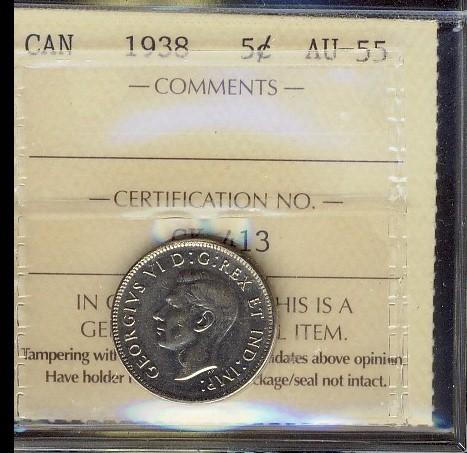 CAN 1938 5¢ AU-55
— COMMENTS —
— CERTIFICATION NO. —
413
IN HIS IS A
GE L ITEM.
Tampering with idates above opinion
Have holder ckage/seal not intact.
GEORGIVS VI D:G:REX ET IND:IMP: